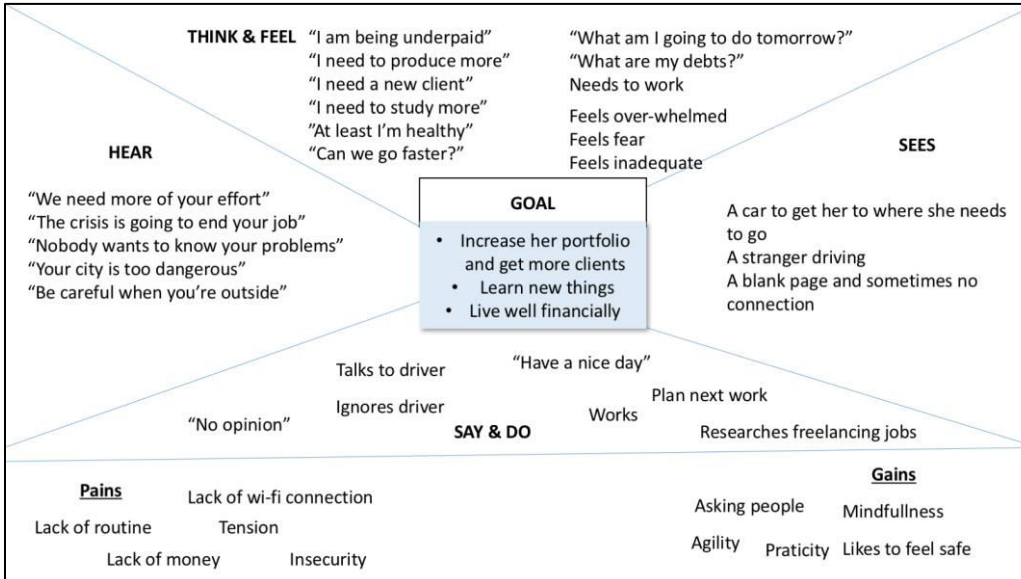 THINK & FEEL
“I am being underpaid”
“I need to produce more”
“I need a new client”
“I need to study more”
”At least I’m healthy”
“Can we go faster?”
“What am I going to do tomorrow?”
“What are my debts?”
Needs to work
Feels over-whelmed
Feels fear
Feels inadequate
HEAR
“We need more of your effort”
“The crisis is going to end your job”
“Nobody wants to know your problems”
“Your city is too dangerous”
“Be careful when you’re outside”
GOAL
• Increase her portfolio
and get more clients
• Learn new things
• Live well financially
SEES
A car to get her to where she needs
to go
A stranger driving
A blank page and sometimes no
connection
Talks to driver
“Have a nice day”
Ignores driver
Plan next work
“No opinion”
Works
SAY & DO
Researches freelancing jobs
Pains
Lack of wi-fi connection
Lack of routine
Tension
Lack of money
Insecurity
Gains
Asking people
Mindfullness
Agility
Praticity
Likes to feel safe